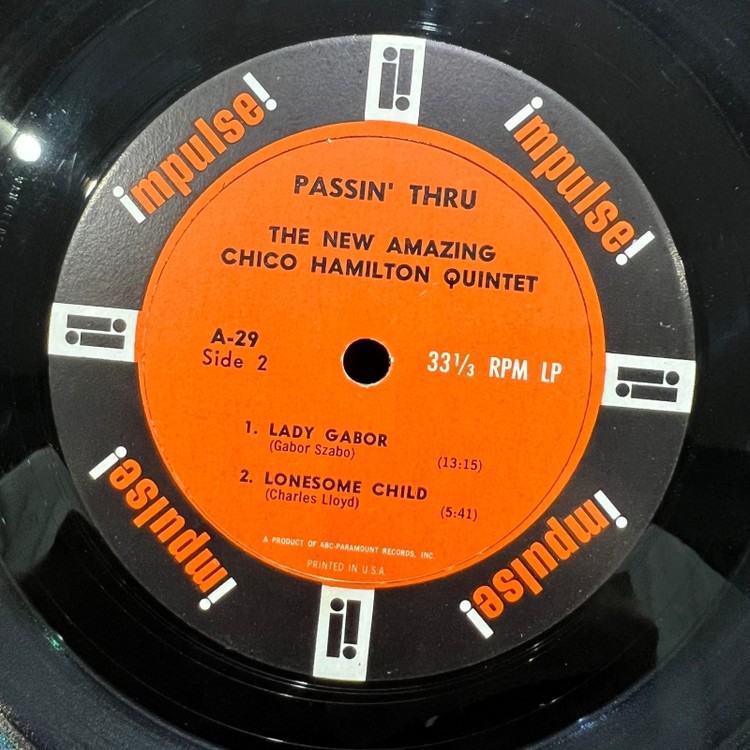 impulse!
impulse!
PASSIN' THRU
THE NEW AMAZING
CHICO HAMILTON QUINTET
A-29
Side 2
33⅓ RPM LP
1. LADY GABOR
(Gabor Szabo) (13:15)
2. LONESOME CHILD
(Charles Lloyd) (5:41)
A PRODUCT OF ABC-PARAMOUNT RECORDS, INC.
PRINTED IN U.S.A.
impulse!
impulse!